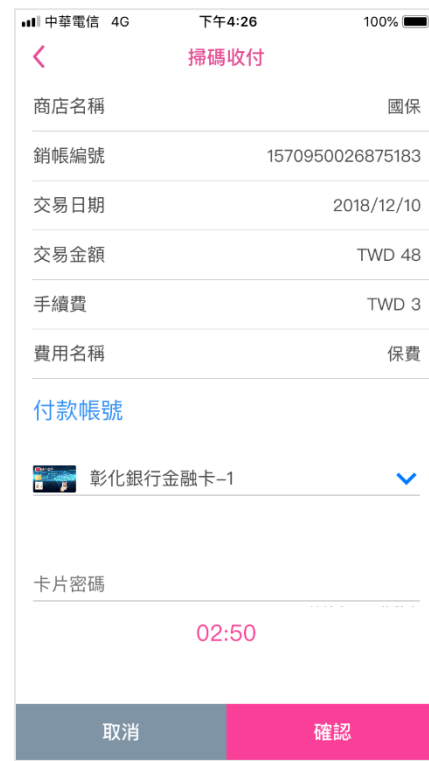 中華電信 4G 下午4:26 100%
掃碼收付
商店名稱 國保
銷帳編號 1570950026875183
交易日期 2018/12/10
交易金額 TWD 48
手續費 TWD 3
費用名稱 保費
付款帳號
彰化銀行金融卡–1
卡片密碼
02:50
取消 確認